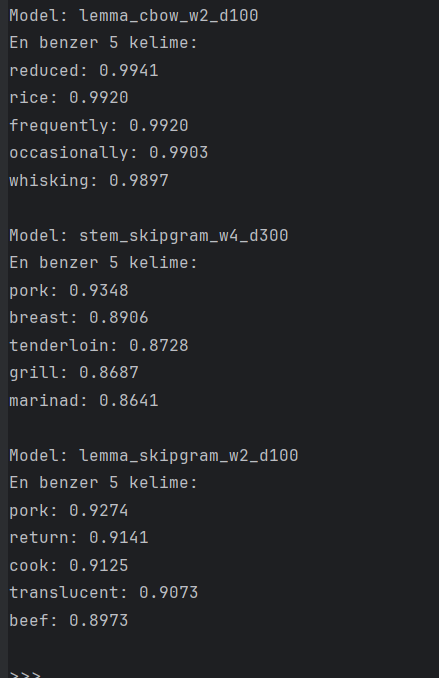 Model: lemma_cbow_w2_d100
En benzer 5 kelime:
reduced: 0.9941
rice: 0.9920
frequently: 0.9920
occasionally: 0.9903
whisking: 0.9897
Model: stem_skipgram_w4_d300
En benzer 5 kelime:
pork: 0.9348
breast: 0.8906
tenderloin: 0.8728
grill: 0.8687
marinad: 0.8641
Model: lemma_skipgram_w2_d100
En benzer 5 kelime:
pork: 0.9274
return: 0.9141
cook: 0.9125
translucent: 0.9073
beef: 0.8973
>>>